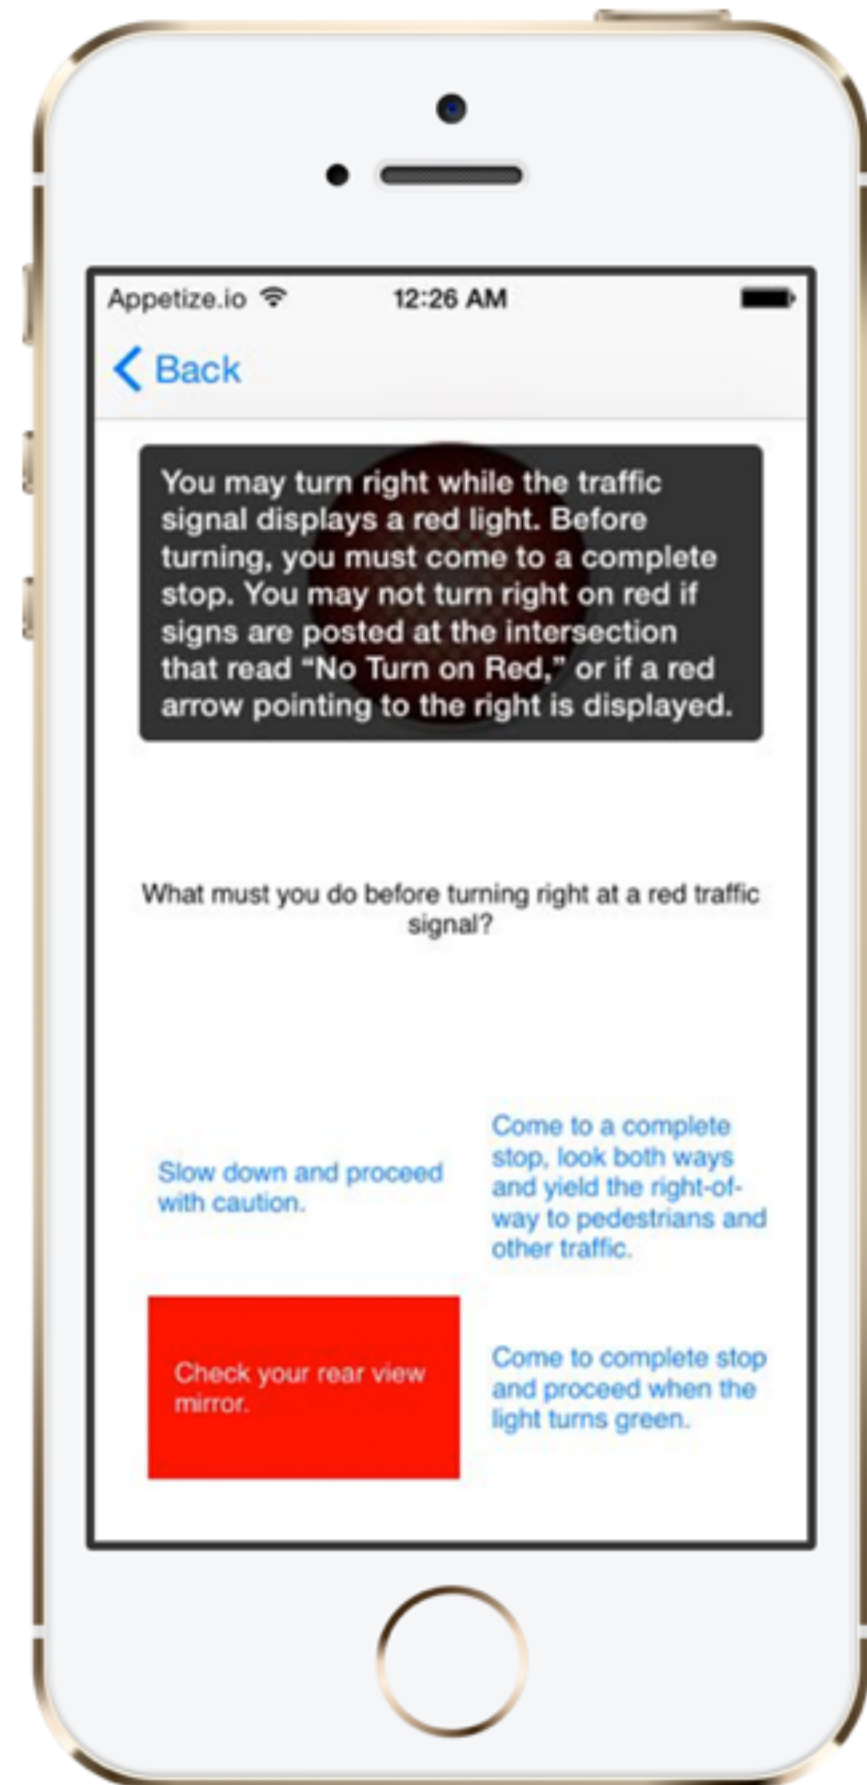 Appetize.io 12:26 AM
Back
You may turn right while the traffic
signal displays a red light. Before
turning, you must come to a complete
stop. You may not turn right on red if
signs are posted at the intersection
that read “No Turn on Red,” or if a red
arrow pointing to the right is displayed.
What must you do before turning right at a red traffic
signal?
Slow down and proceed
with caution.
Come to a complete
stop, look both ways
and yield the right-of-
way to pedestrians and
other traffic.
Check your rear view
mirror.
Come to complete stop
and proceed when the
light turns green.